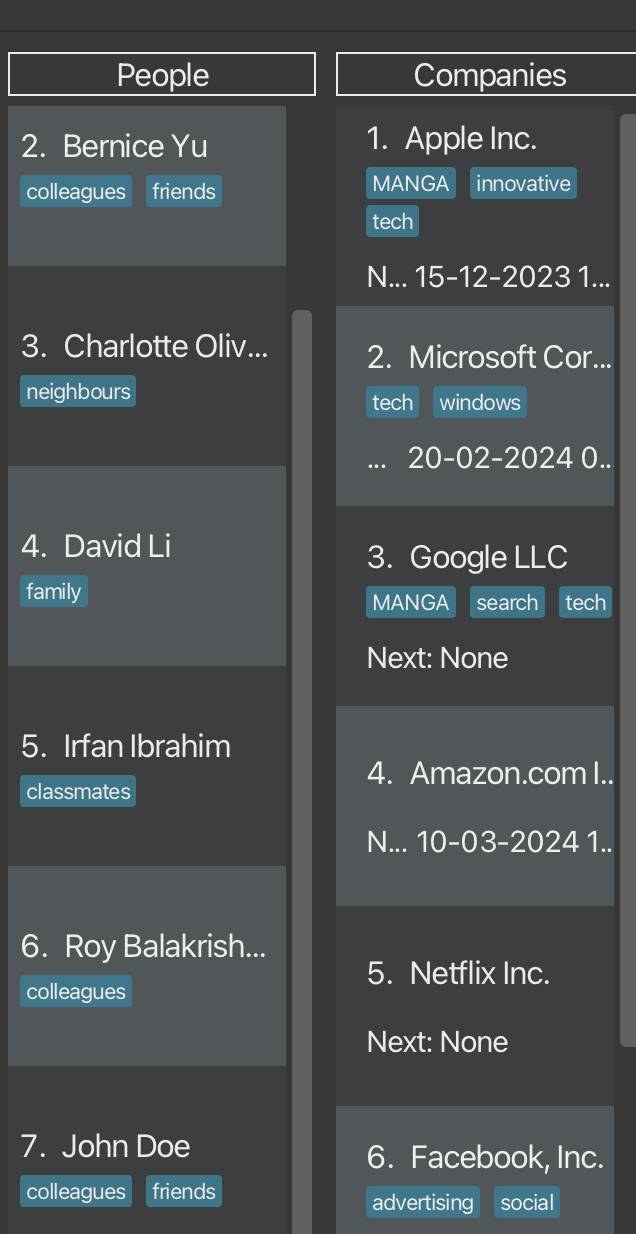 People
2. Bernice Yu
colleagues friends
3. Charlotte Oliv...
neighbours
4. David Li
family
5. Irfan Ibrahim
classmates
6. Roy Balakrish...
colleagues
7. John Doe
colleagues friends
Companies
1. Apple Inc.
MANGA innovative
tech
N... 15-12-2023 1...
2. Microsoft Cor...
tech windows
... 20-02-2024 0...
3. Google LLC
MANGA search tech
Next: None
4. Amazon.com I...
N... 10-03-2024 1...
5. Netflix Inc.
Next: None
6. Facebook, Inc.
advertising social